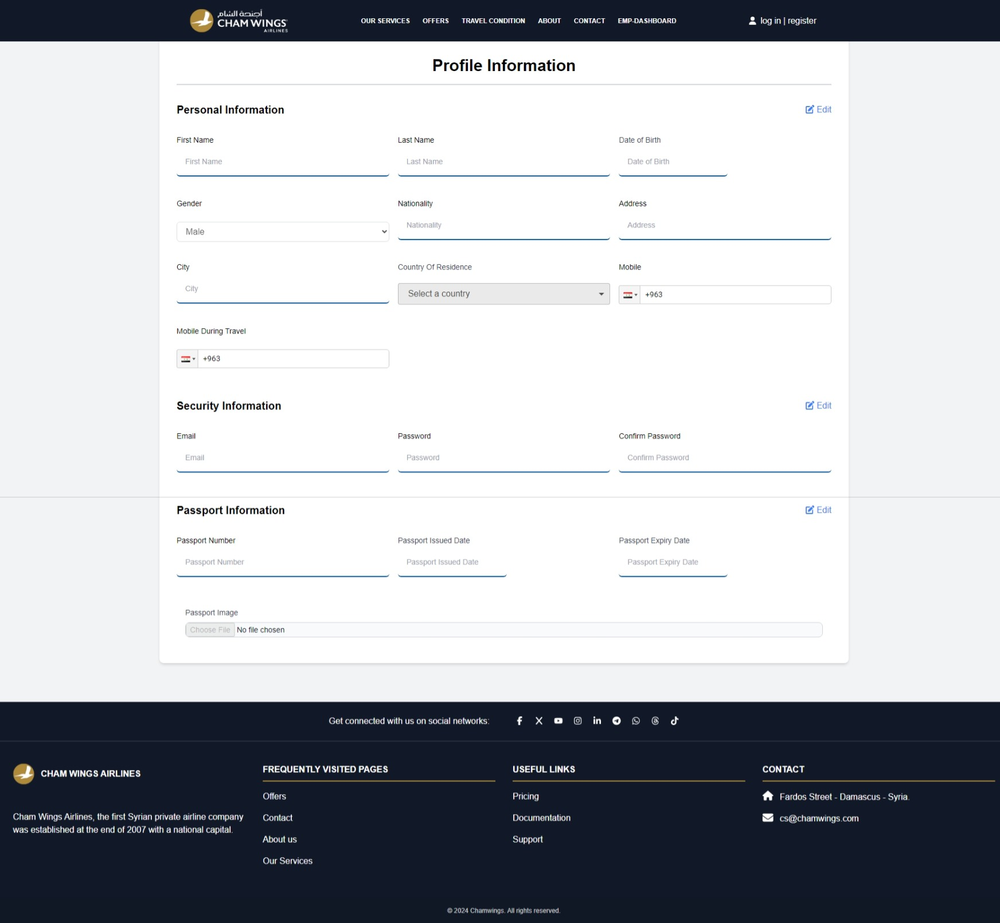 أجنحة الشام
CHAM WINGS
AIRLINES
OUR SERVICES OFFERS TRAVEL CONDITION ABOUT CONTACT EMP-DASHBOARD
log in | register
Profile Information
Personal Information
Edit
First Name Last Name Date of Birth
First Name Last Name Date of Birth
Gender Nationality Address
Male Nationality Address
City Country Of Residence Mobile
City Select a country +963
Mobile During Travel
+963
Security Information
Edit
Email Password Confirm Password
Email Password Confirm Password
Passport Information
Edit
Passport Number Passport Issued Date Passport Expiry Date
Passport Number Passport Issued Date Passport Expiry Date
Passport Image
Choose File No file chosen
Get connected with us on social networks:
CHAM WINGS AIRLINES
Cham Wings Airlines, the first Syrian private airline company
was established at the end of 2007 with a national capital.
FREQUENTLY VISITED PAGES
Offers
Contact
About us
Our Services
USEFUL LINKS
Pricing
Documentation
Support
CONTACT
Fardos Street - Damascus - Syria.
cs@chamwings.com
© 2024 Chamwings. All rights reserved.